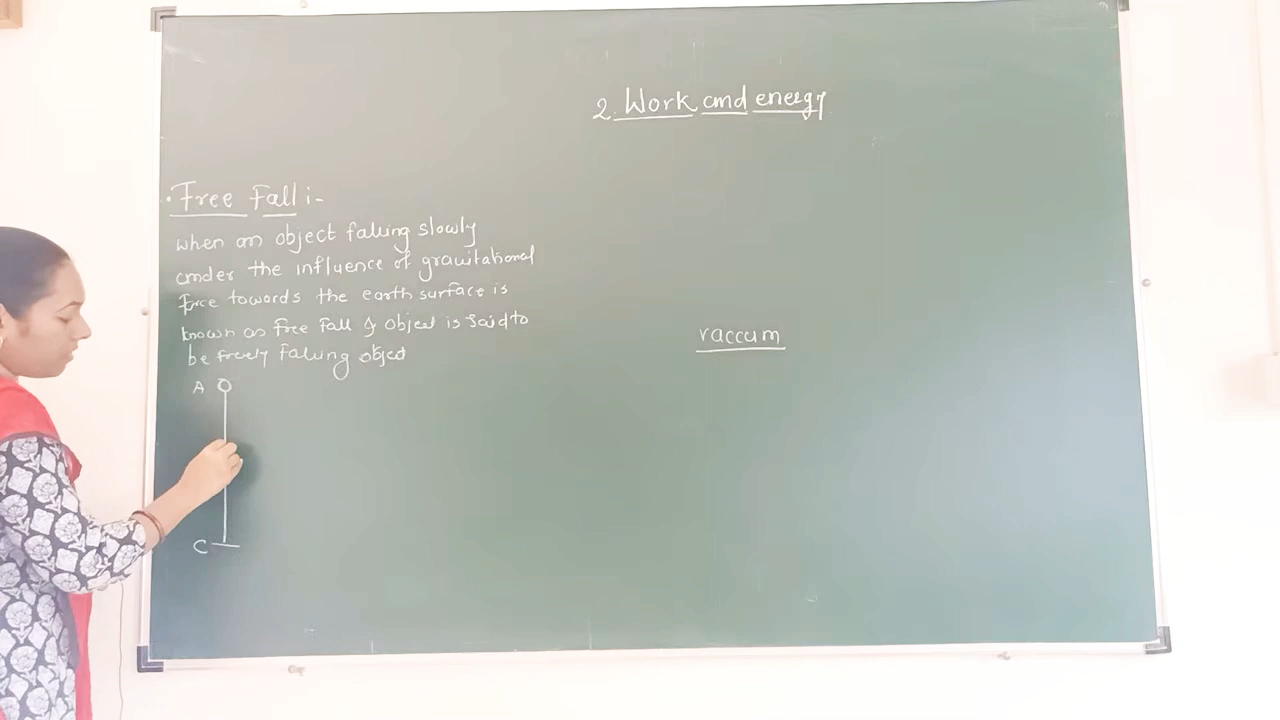 2. Work and energy
• Free Fall :-
when an object falling slowly
under the influence of gravitational
force towards the earth surface is
known as free fall & object is said to
be freely falling object
vaccum
A
C